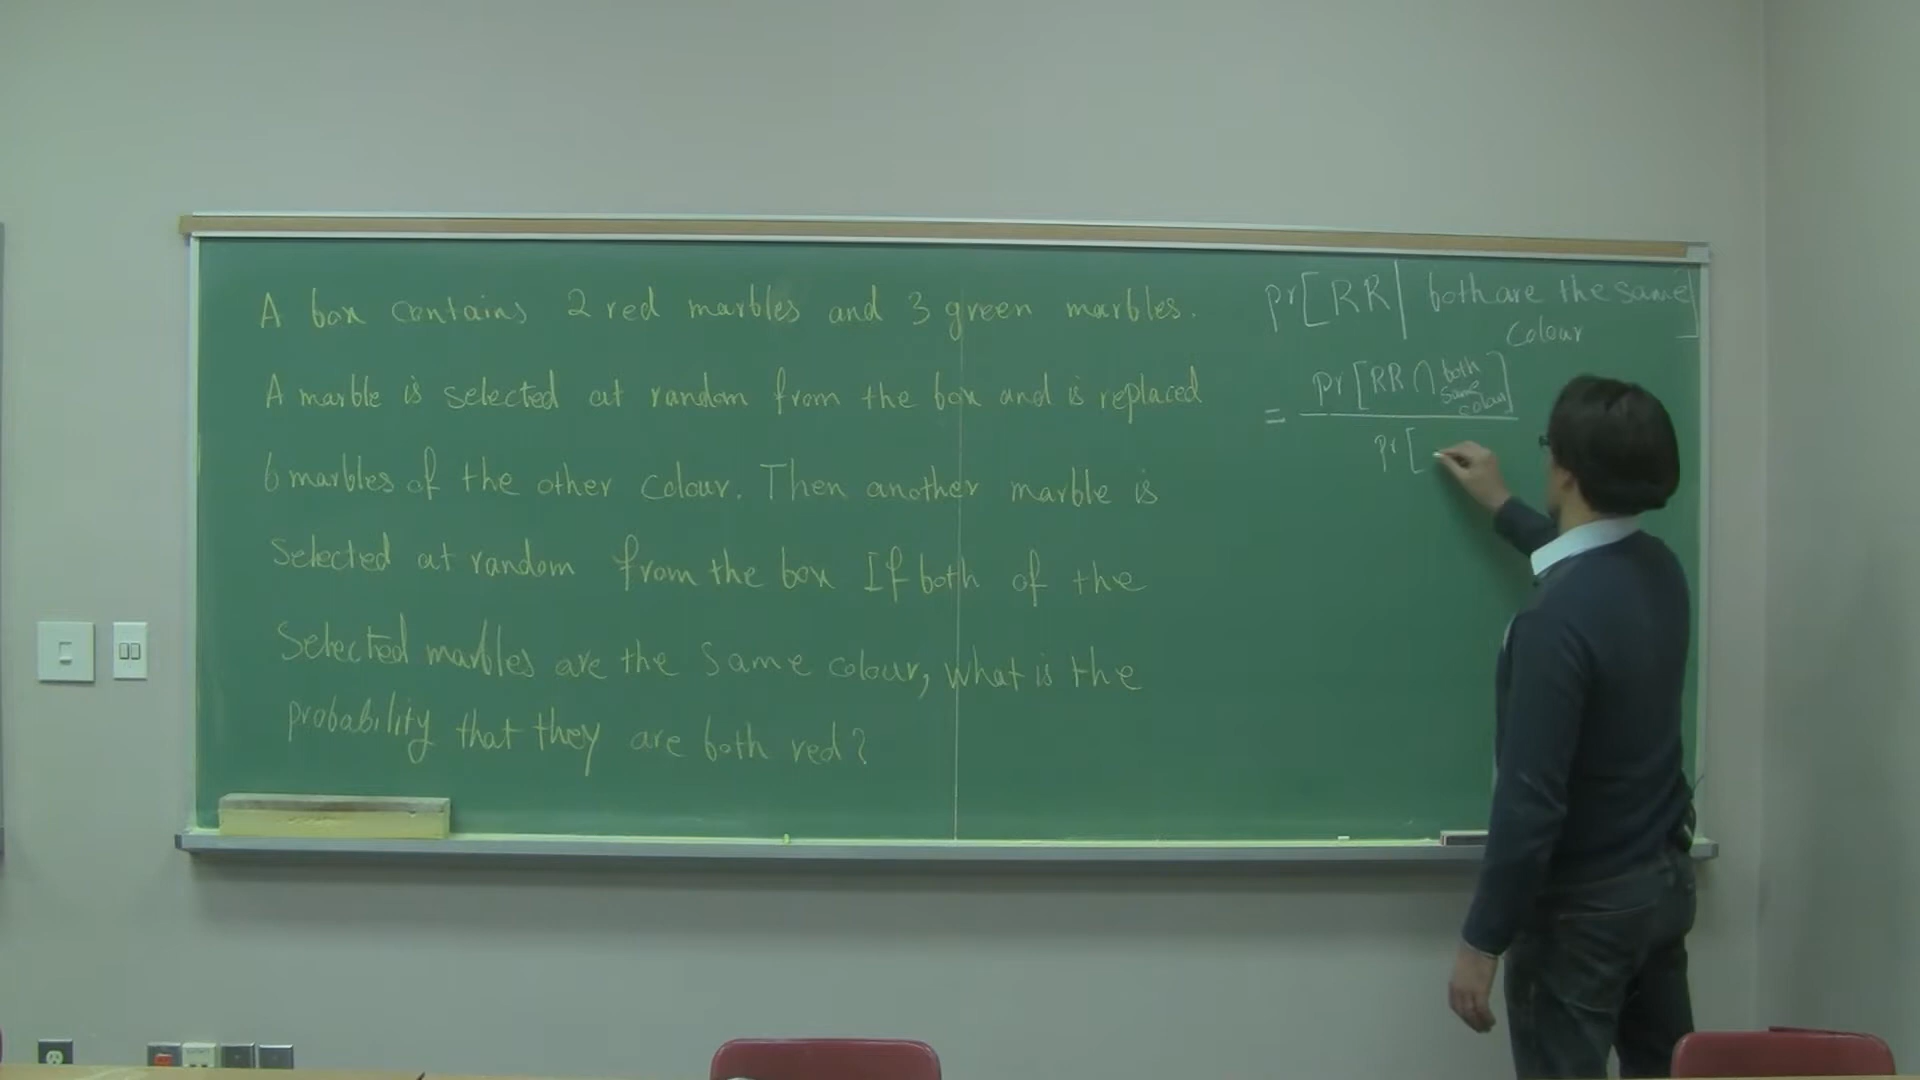 A box contains 2 red marbles and 3 green marbles.
A marble is selected at random from the box and is replaced
6 marbles of the other colour. Then another marble is
selected at random from the box If both of the
selected marbles are the same colour, what is the
probability that they are both red?
pr[RR| both are the same]
colour
= pr[RR ∩ both same colour]
pr[